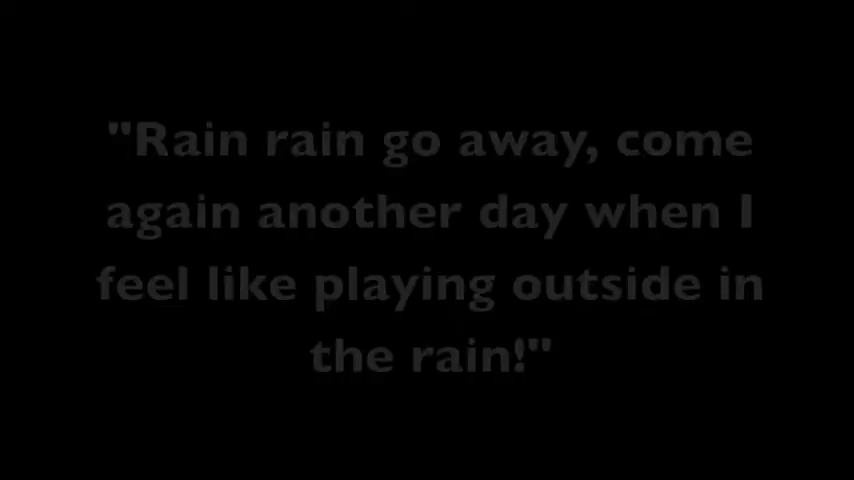 "Rain rain go away, come
again another day when I
feel like playing outside in
the rain!"